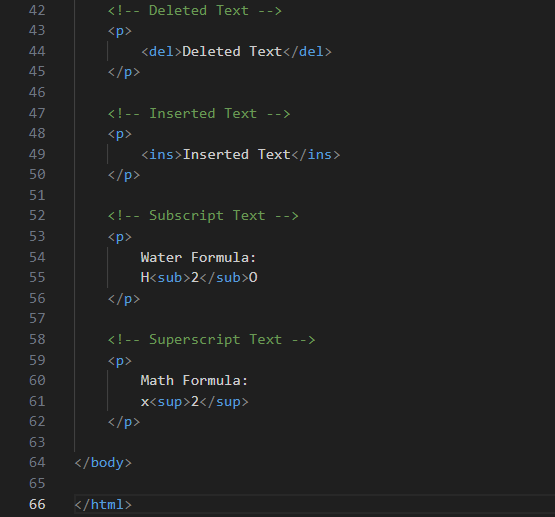 42 <!-- Deleted Text -->
43 <p>
44 <del>Deleted Text</del>
45 </p>
46
47 <!-- Inserted Text -->
48 <p>
49 <ins>Inserted Text</ins>
50 </p>
51
52 <!-- Subscript Text -->
53 <p>
54 Water Formula:
55 H<sub>2</sub>O
56 </p>
57
58 <!-- Superscript Text -->
59 <p>
60 Math Formula:
61 x<sup>2</sup>
62 </p>
63
64 </body>
65
66 </html>